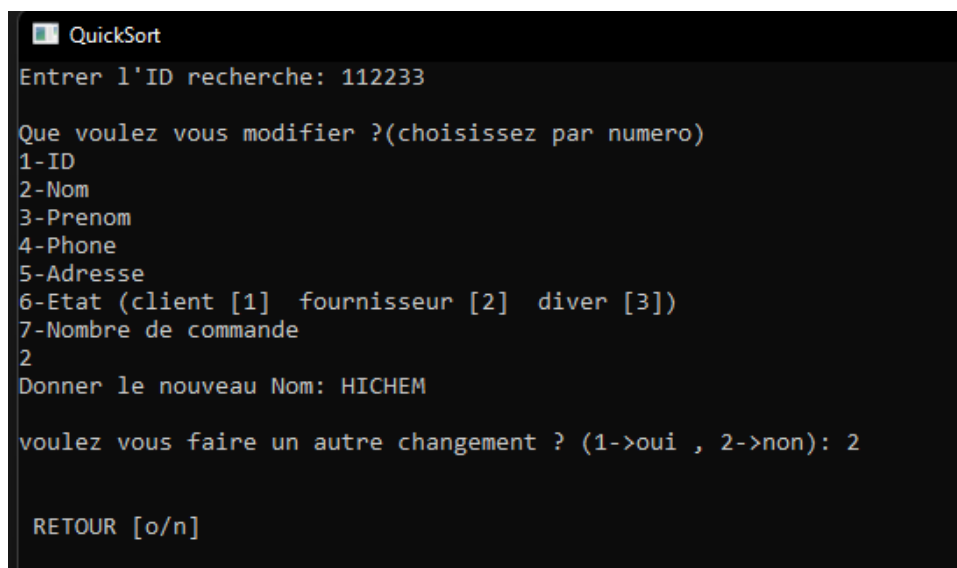 QuickSort
Entrer l'ID recherche: 112233
Que voulez vous modifier ?(choisissez par numero)
1-ID
2-Nom
3-Prenom
4-Phone
5-Adresse
6-Etat (client [1]  fournisseur [2]  diver [3])
7-Nombre de commande
2
Donner le nouveau Nom: HICHEM
voulez vous faire un autre changement ? (1->oui , 2->non): 2
RETOUR [o/n]